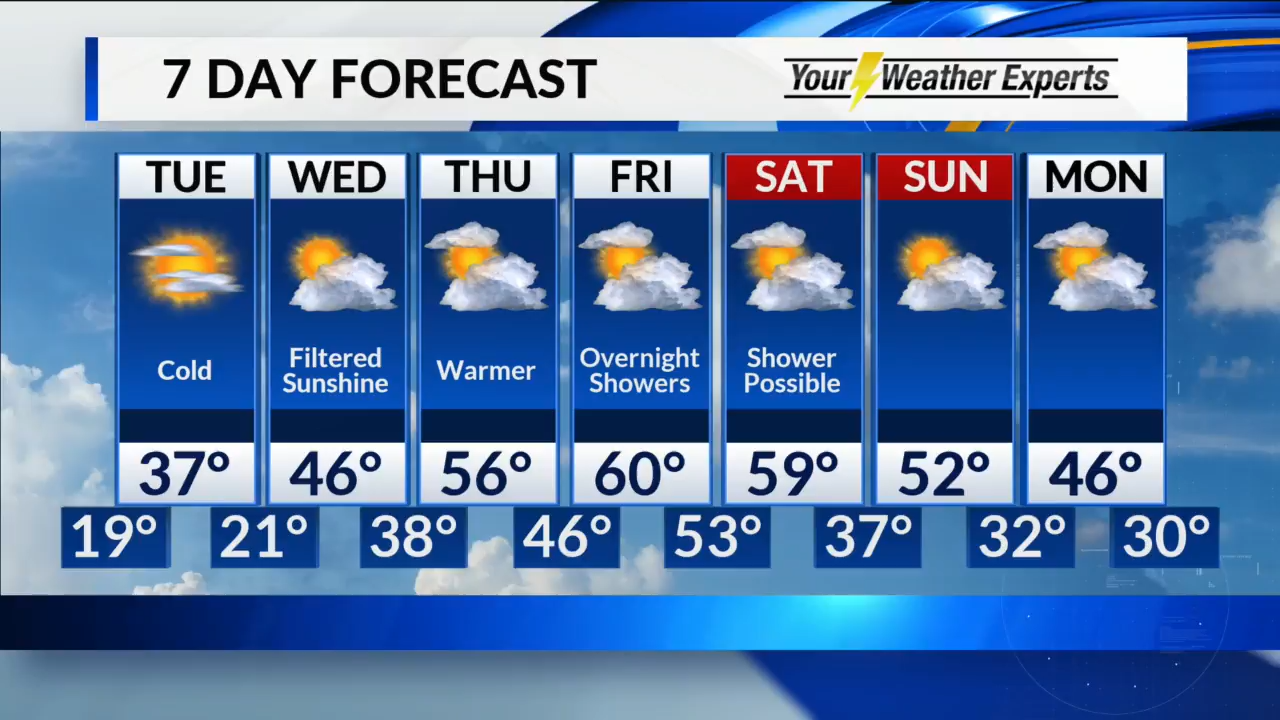 7 DAY FORECAST
Your Weather Experts
TUE WED THU FRI SAT SUN MON
Cold
Filtered
Sunshine
Warmer
Overnight
Showers
Shower
Possible
37° 46° 56° 60° 59° 52° 46°
19° 21° 38° 46° 53° 37° 32° 30°